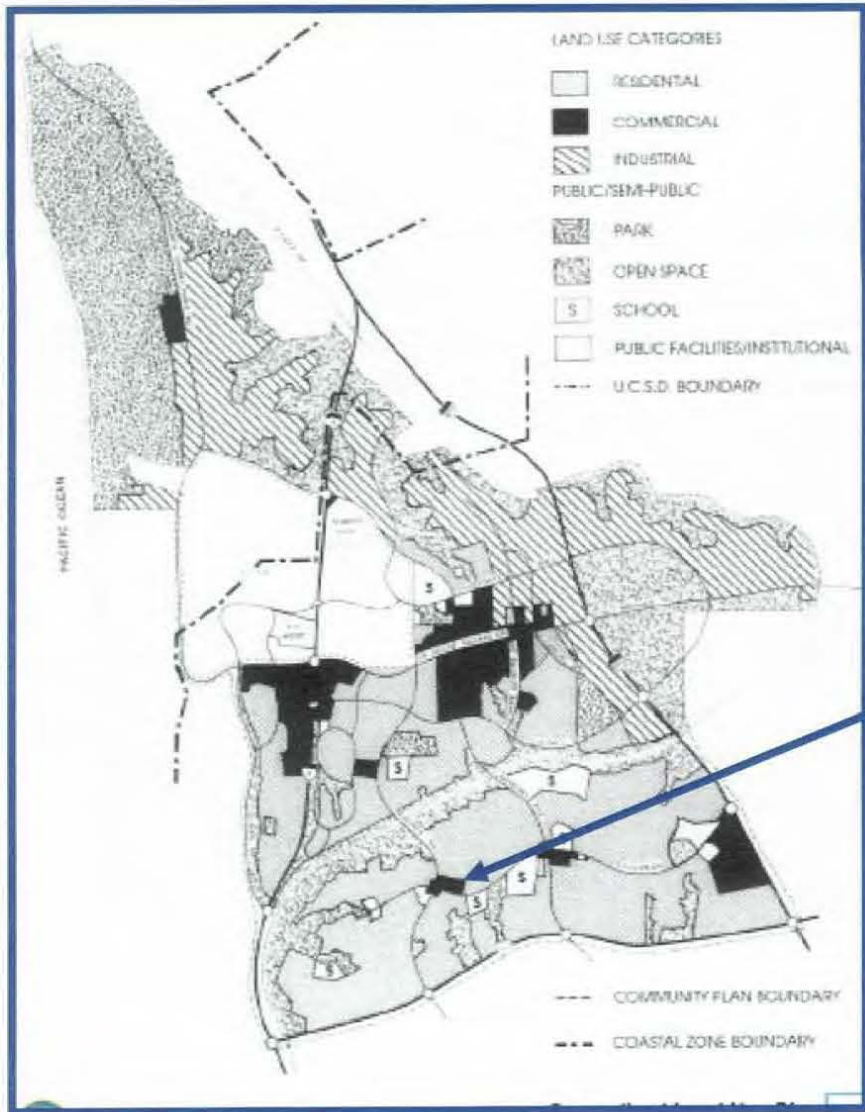 LAND USE CATEGORIES
RESIDENTIAL
COMMERCIAL
INDUSTRIAL
PUBLIC/SEMI-PUBLIC
PARK
OPEN SPACE
S SCHOOL
PUBLIC FACILITIES/INSTITUTIONAL
U.C.S.D. BOUNDARY
PACIFIC OCEAN
S
S
S
S
S
S
COMMUNITY PLAN BOUNDARY
COASTAL ZONE BOUNDARY